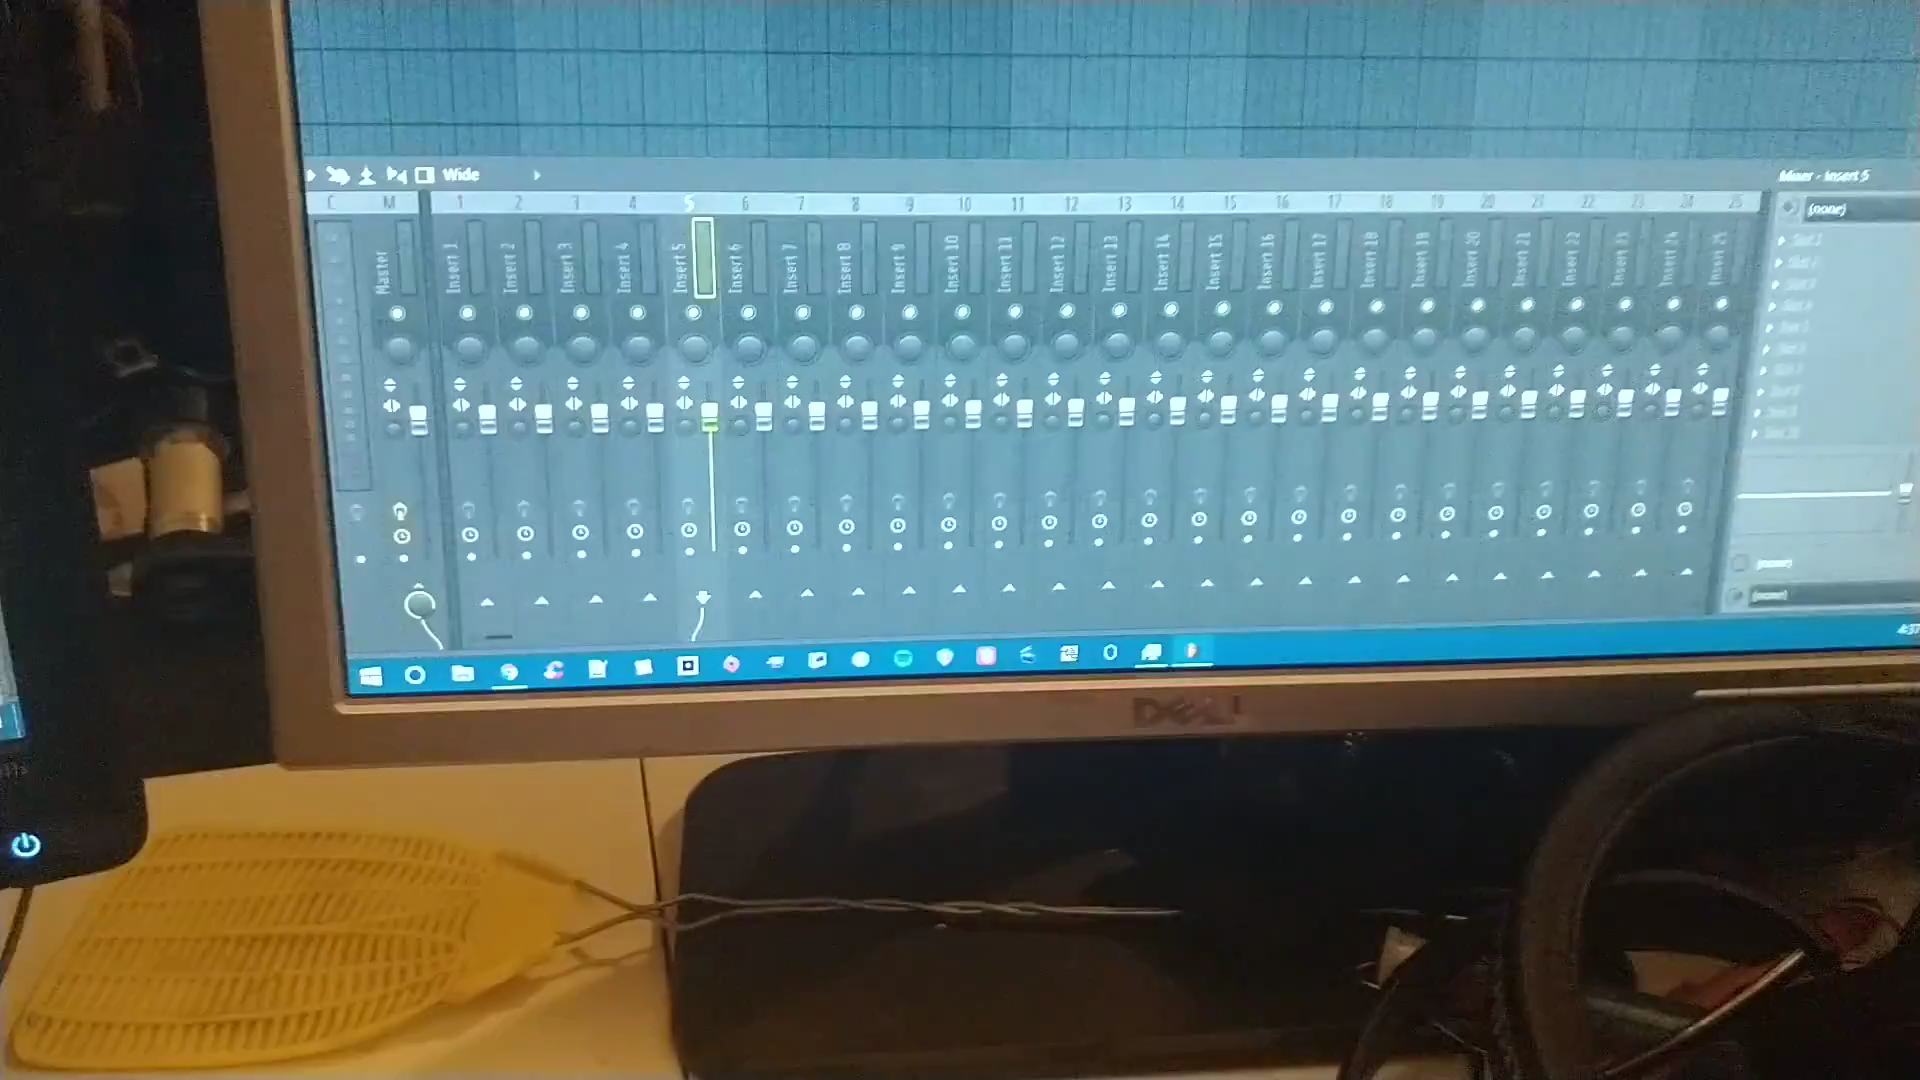 Wide
Mixer - Insert 5
C M 1 2 3 4 5 6 7 8 9 10 11 12 13 14 15 16 17 18 19 20 21 22 23 24 25
(none)
Master Insert 1 Insert 2 Insert 3 Insert 4 Insert 5 Insert 6 Insert 7 Insert 8 Insert 9 Insert 10 Insert 11 Insert 12 Insert 13 Insert 14 Insert 15 Insert 16 Insert 17 Insert 18 Insert 19 Insert 20 Insert 21 Insert 22 Insert 23 Insert 24 Insert 25
(none)
(none)
4:37
DELL